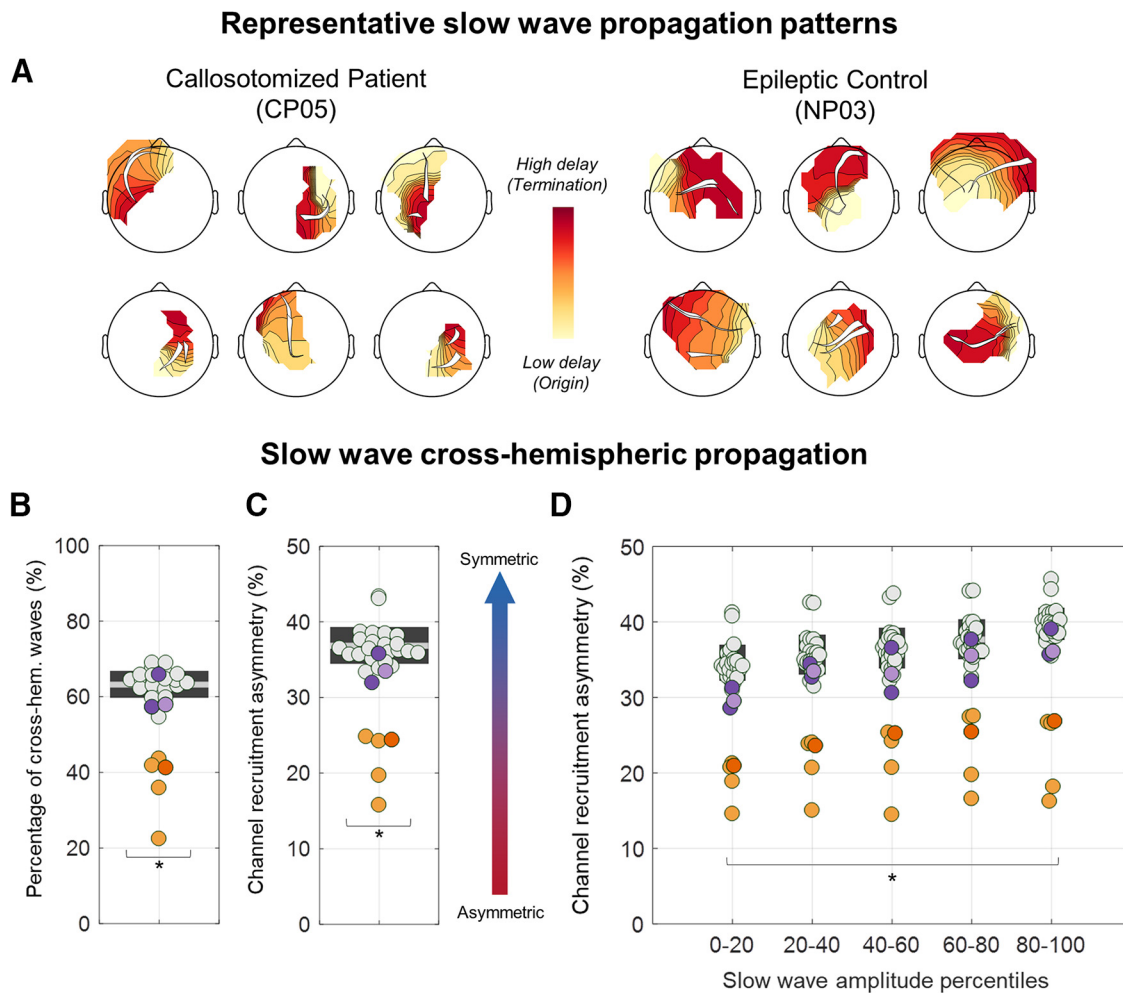 Representative slow wave propagation patterns
A
Callosotomized Patient
(CP05)
Epileptic Control
(NP03)
High delay
(Termination)
Low delay
(Origin)
Slow wave cross-hemispheric propagation
B
Percentage of cross-hem. waves (%)
100
80
60
40
20
0
*
C
Channel recruitment asymmetry (%)
50
40
30
20
10
0
*
Symmetric
Asymmetric
D
Channel recruitment asymmetry (%)
50
40
30
20
10
0
*
0-20 20-40 40-60 60-80 80-100
Slow wave amplitude percentiles